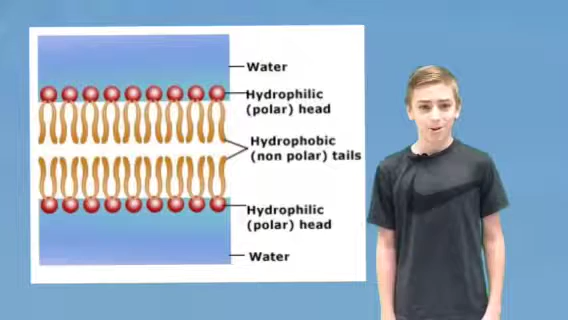 Water
Hydrophilic
(polar) head
Hydrophobic
(non polar) tails
Hydrophilic
(polar) head
Water